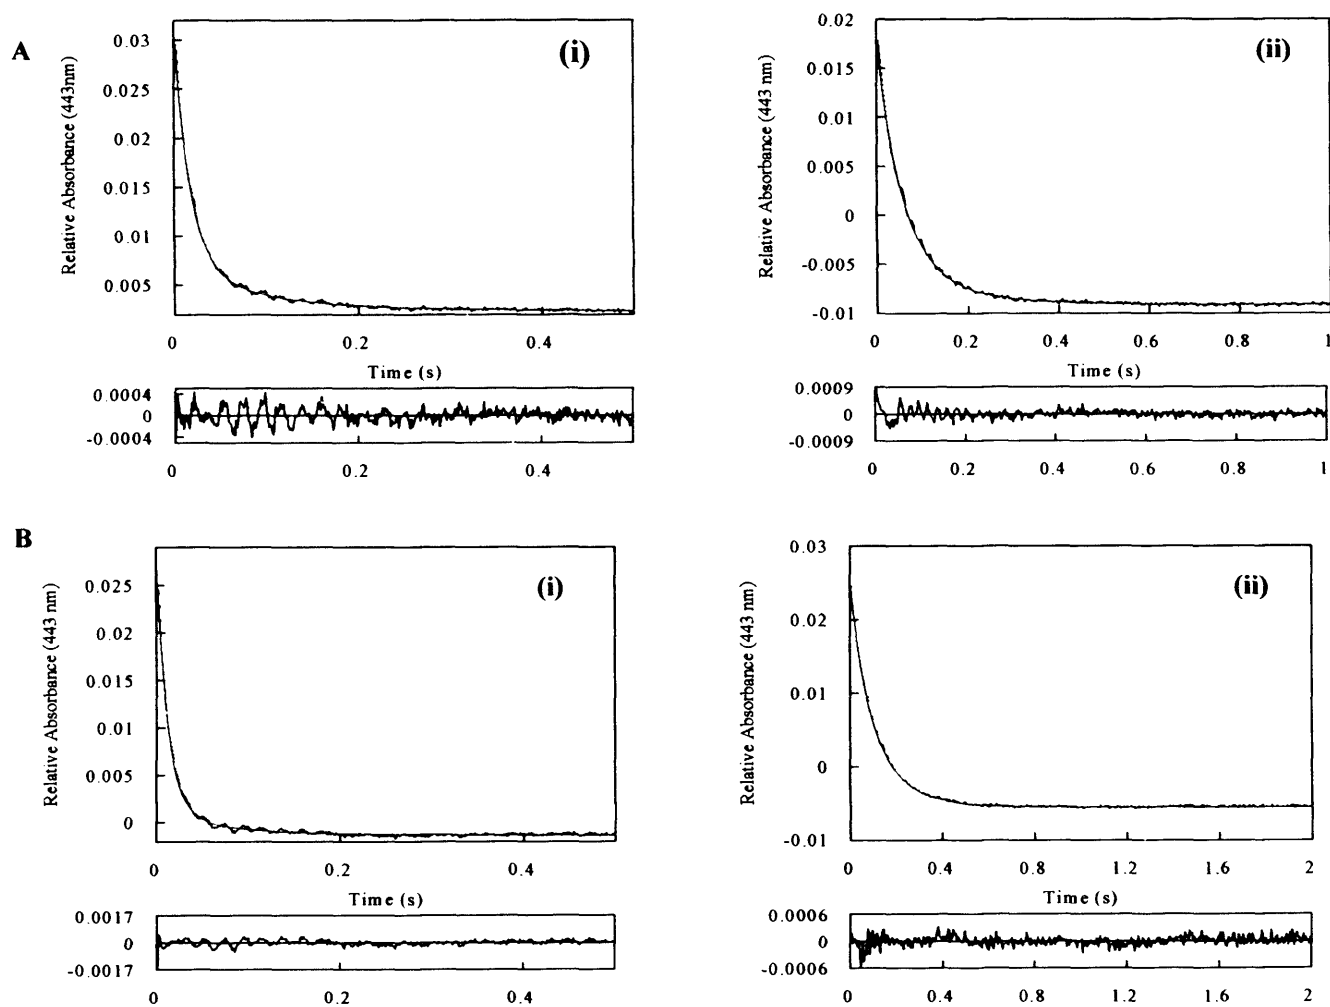 A
(i)
Relative Absorbance (443nm)
0.03
0.025
0.02
0.015
0.01
0.005
0 0.2 0.4
Time (s)
0.0004
0
-0.0004
0 0.2 0.4
(ii)
Relative Absorbance (443 nm)
0.02
0.015
0.01
0.005
0
-0.005
-0.01
0 0.2 0.4 0.6 0.8 1
Time (s)
0.0009
0
-0.0009
0 0.2 0.4 0.6 0.8 1
B
(i)
Relative Absorbance (443 nm)
0.025
0.02
0.015
0.01
0.005
0
0 0.2 0.4
Time (s)
0.0017
0
-0.0017
0 0.2 0.4
(ii)
Relative Absorbance (443 nm)
0.03
0.02
0.01
0
-0.01
0 0.4 0.8 1.2 1.6 2
Time (s)
0.0006
0
-0.0006
0 0.4 0.8 1.2 1.6 2